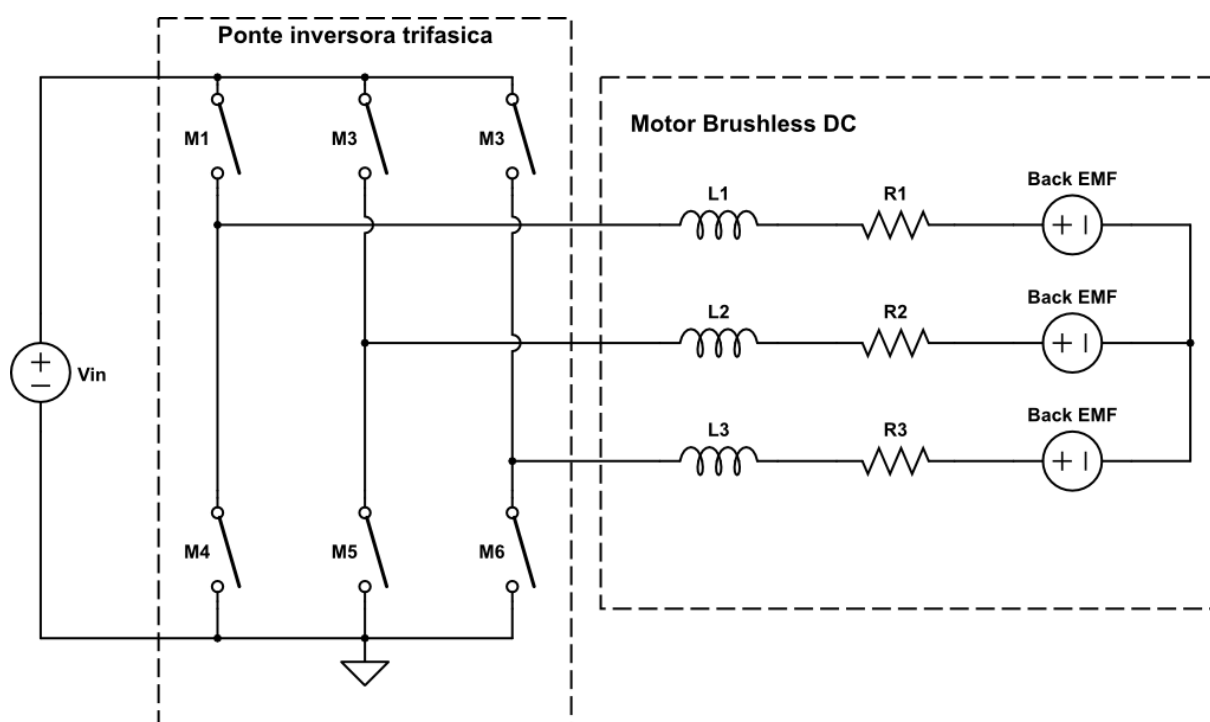 Ponte inversora trifasica
M1
M3
M3
Motor Brushless DC
L1
R1
Back EMF
L2
R2
Back EMF
Vin
L3
R3
Back EMF
M4
M5
M6